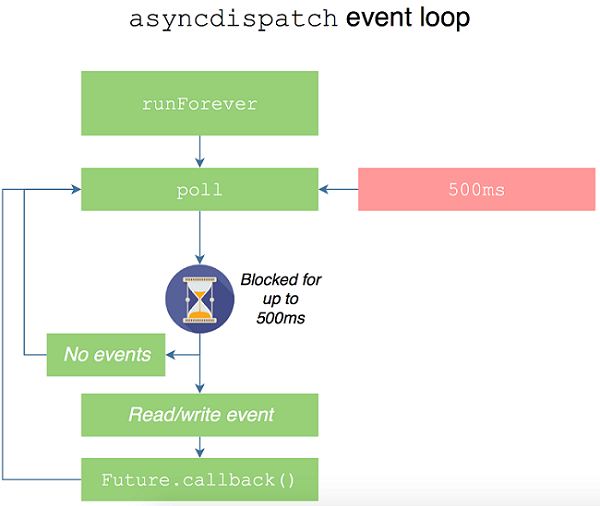 asyncdispatch event loop
runForever
poll
500ms
Blocked for
up to
500ms
No events
Read/write event
Future.callback()